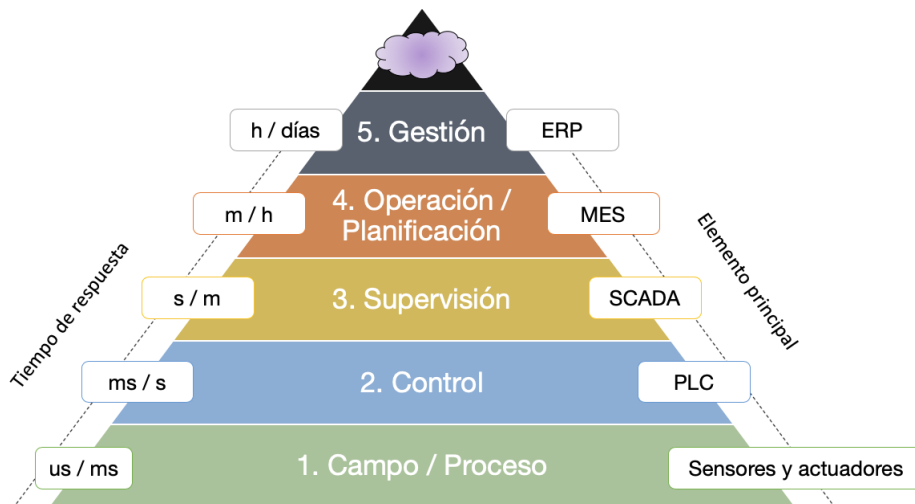 h / días
5. Gestión
ERP
m / h
4. Operación /
Planificación
MES
s / m
3. Supervisión
SCADA
ms / s
2. Control
PLC
us / ms
1. Campo / Proceso
Sensores y actuadores
Tiempo de respuesta
Elemento principal